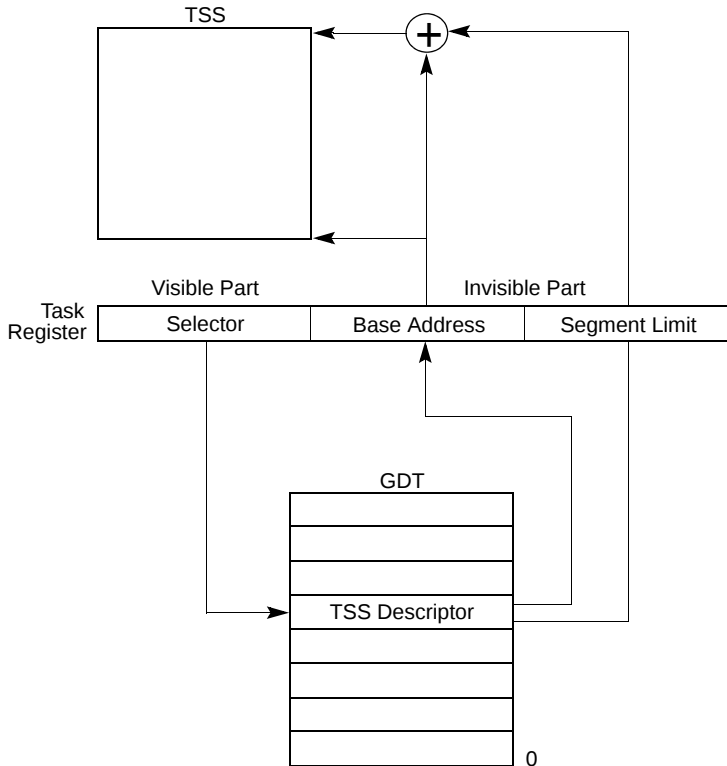 TSS
+
Visible Part
Invisible Part
Task
Register
Selector
Base Address
Segment Limit
GDT
TSS Descriptor
0